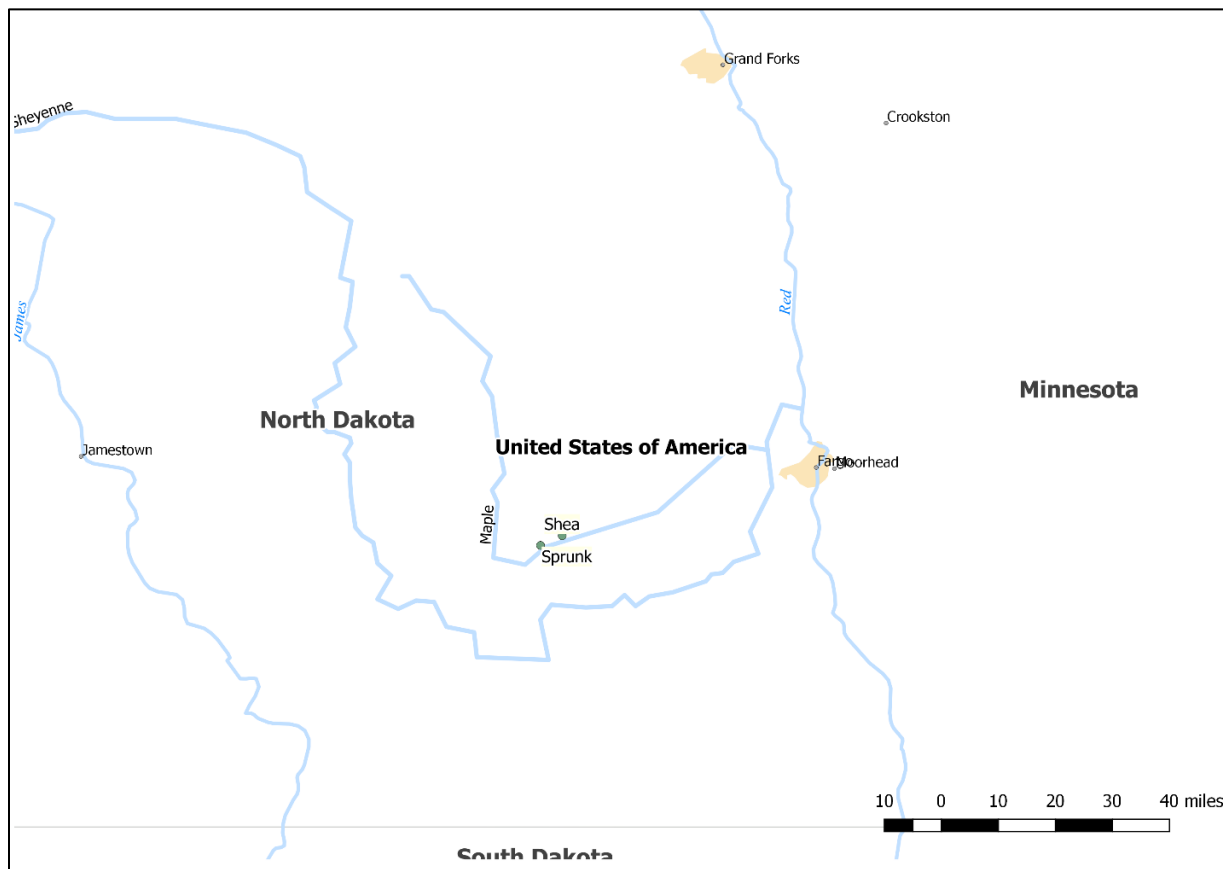 Grand Forks
Sheyenne
Crookston
James
Red
Minnesota
North Dakota
United States of America
Jamestown
Fargo
Moorhead
Maple
Shea
Sprunk
10 0 10 20 30 40 miles
South Dakota